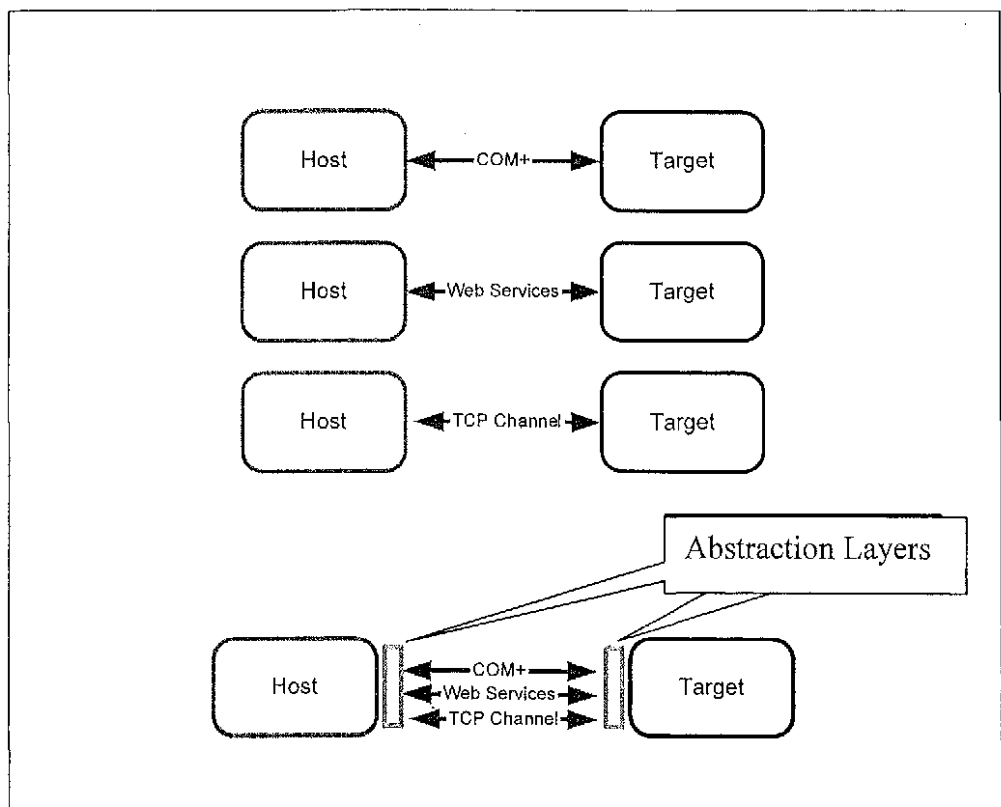 Host COM+ Target
Host Web Services Target
Host TCP Channel Target
Abstraction Layers
COM+
Host Web Services Target
TCP Channel